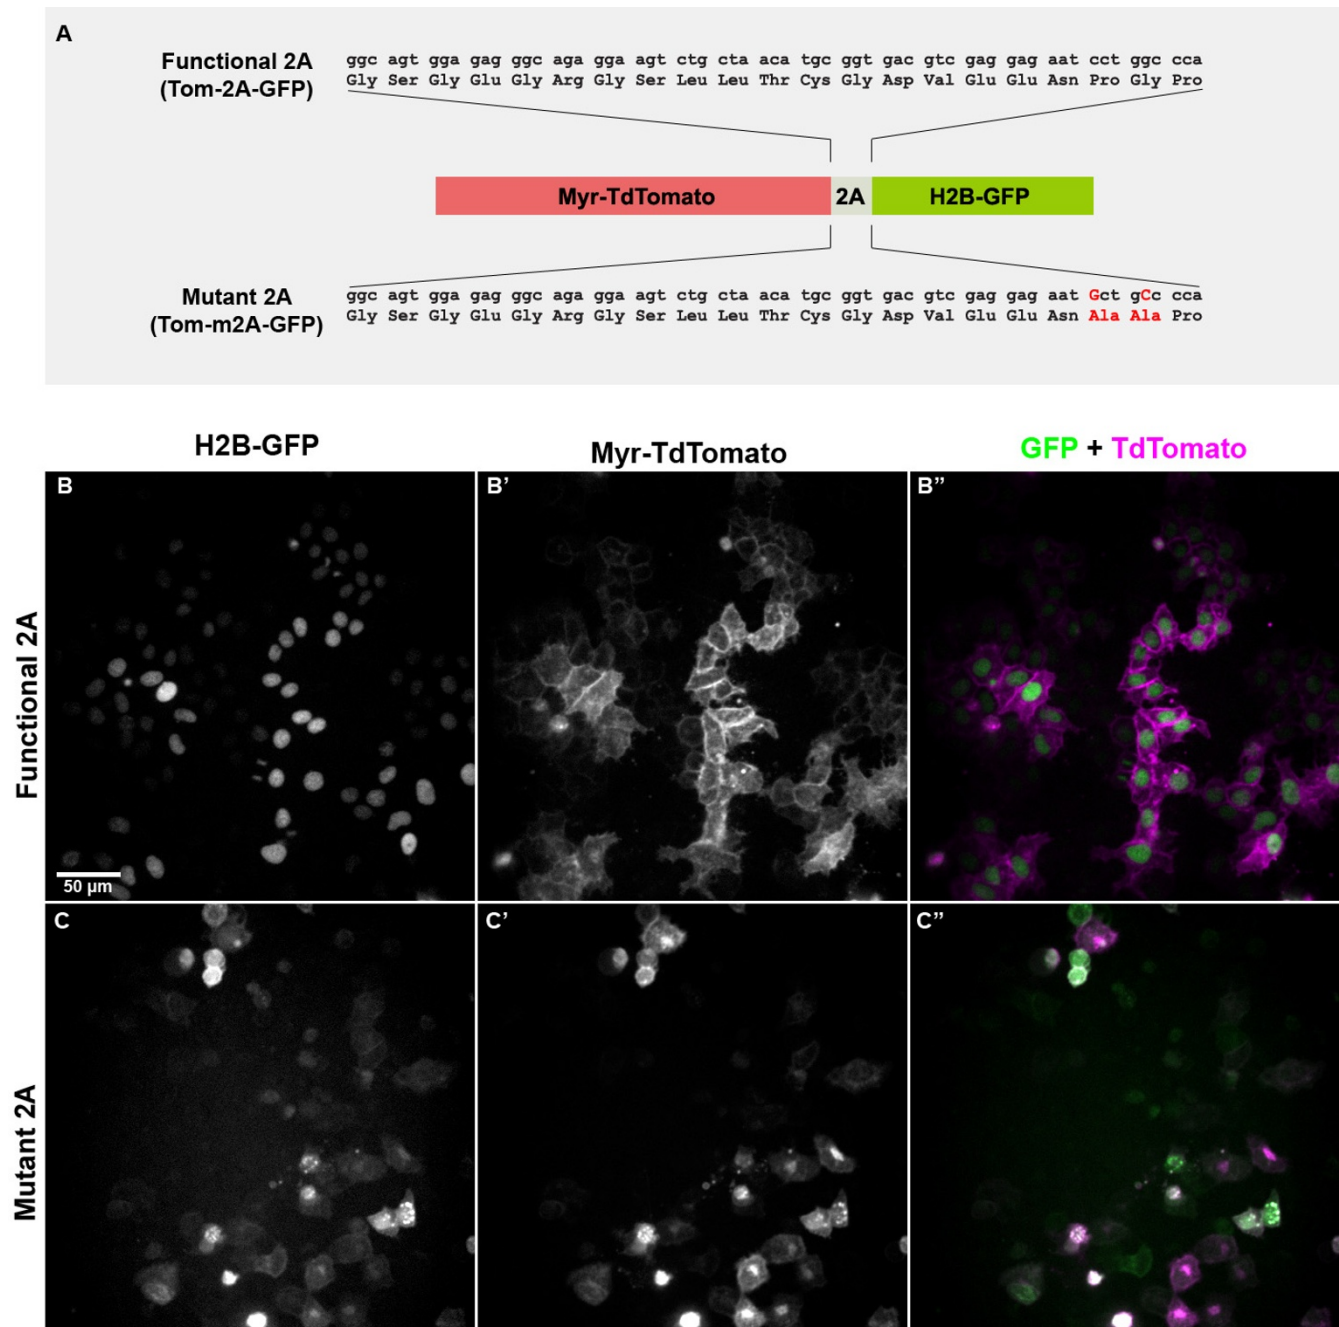 A
Functional 2A
(Tom-2A-GFP)
ggc agt gga gag ggc aga gga agt ctg cta aca tgc ggt gac gtc gag gag aat cct ggc cca
Gly Ser Gly Glu Gly Arg Gly Ser Leu Leu Thr Cys Gly Asp Val Glu Glu Asn Pro Gly Pro
Myr-TdTomato
2A
H2B-GFP
Mutant 2A
(Tom-m2A-GFP)
ggc agt gga gag ggc aga gga agt ctg cta aca tgc ggt gac gtc gag gag aat Gct gCc cca
Gly Ser Gly Glu Gly Arg Gly Ser Leu Leu Thr Cys Gly Asp Val Glu Glu Asn Ala Ala Pro
H2B-GFP
Myr-TdTomato
GFP + TdTomato
Functional 2A
B
B’
B”
50 µm
Mutant 2A
C
C’
C”